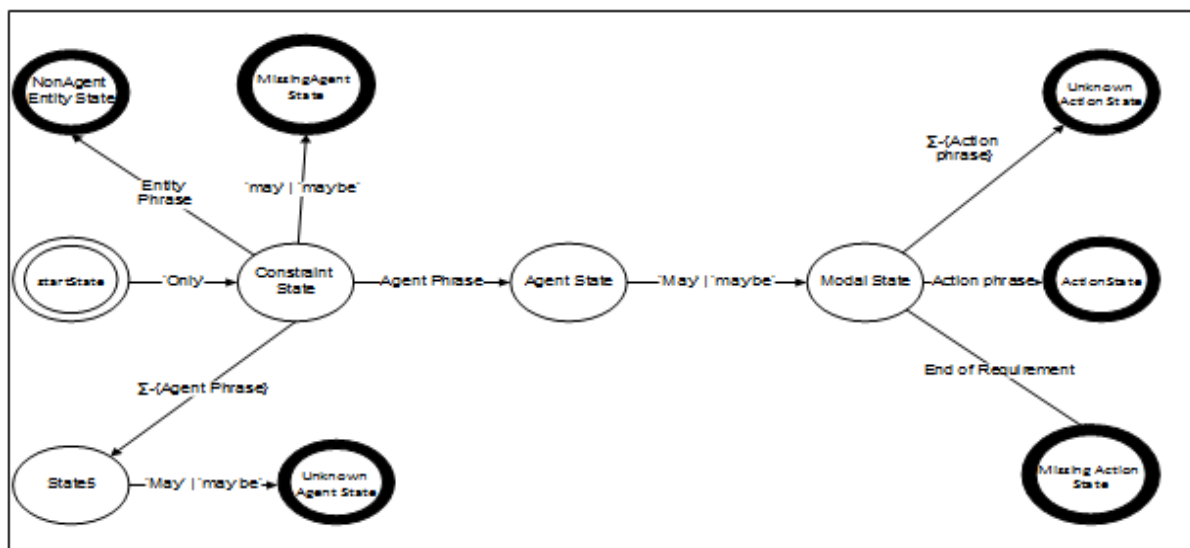 NonAgent
Entity State
MissingAgent
State
Unknown
Action State
Σ-{Action
phrase}
Entity
Phrase
'may' | 'maybe'
startState
'Only'
Constraint
State
Agent Phrase
Agent State
'May' | 'maybe'
Modal State
Action phrase
ActionState
Σ-{Agent Phrase}
End of Requirement
State5
'May' | 'maybe'
Unknown
Agent State
Missing Action
State